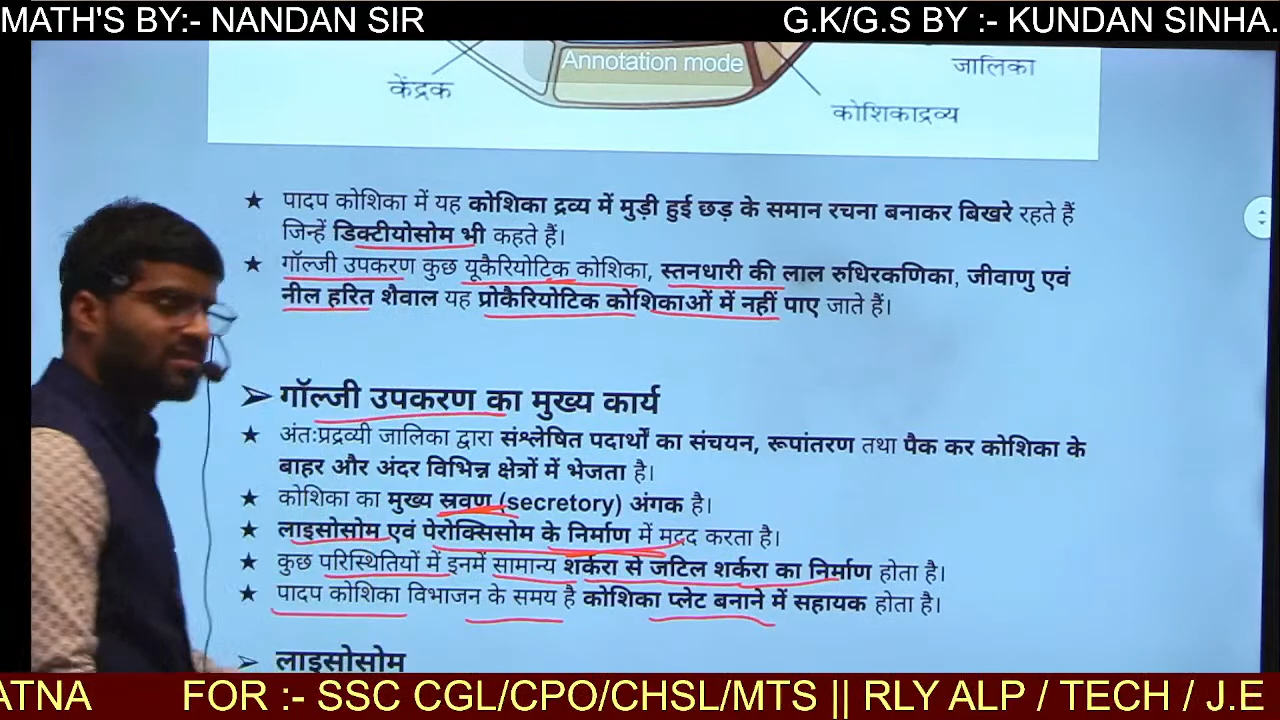 MATH'S BY:- NANDAN SIR
G.K/G.S BY :- KUNDAN SINHA.
Annotation mode
जालिका
केंद्रक
कोशिकाद्रव्य
★ पादप कोशिका में यह कोशिका द्रव्य में मुड़ी हुई छड़ के समान रचना बनाकर बिखरे रहते हैं
जिन्हें डिक्टीयोसोम भी कहते हैं।
★ गॉल्जी उपकरण कुछ यूकैरियोटिक कोशिका, स्तनधारी की लाल रुधिरकणिका, जीवाणु एवं
नील हरित शैवाल यह प्रोकैरियोटिक कोशिकाओं में नहीं पाए जाते हैं।
➢ गॉल्जी उपकरण का मुख्य कार्य
★ अंतःप्रद्रव्यी जालिका द्वारा संश्लेषित पदार्थों का संचयन, रूपांतरण तथा पैक कर कोशिका के
बाहर और अंदर विभिन्न क्षेत्रों में भेजता है।
★ कोशिका का मुख्य स्रवण (secretory) अंगक है।
★ लाइसोसोम एवं पेरोक्सिसोम के निर्माण में मदद करता है।
★ कुछ परिस्थितियों में इनमें सामान्य शर्करा से जटिल शर्करा का निर्माण होता है।
★ पादप कोशिका विभाजन के समय है कोशिका प्लेट बनाने में सहायक होता है।
➢ लाइसोसोम
ATNA FOR :- SSC CGL/CPO/CHSL/MTS || RLY ALP / TECH / J.E